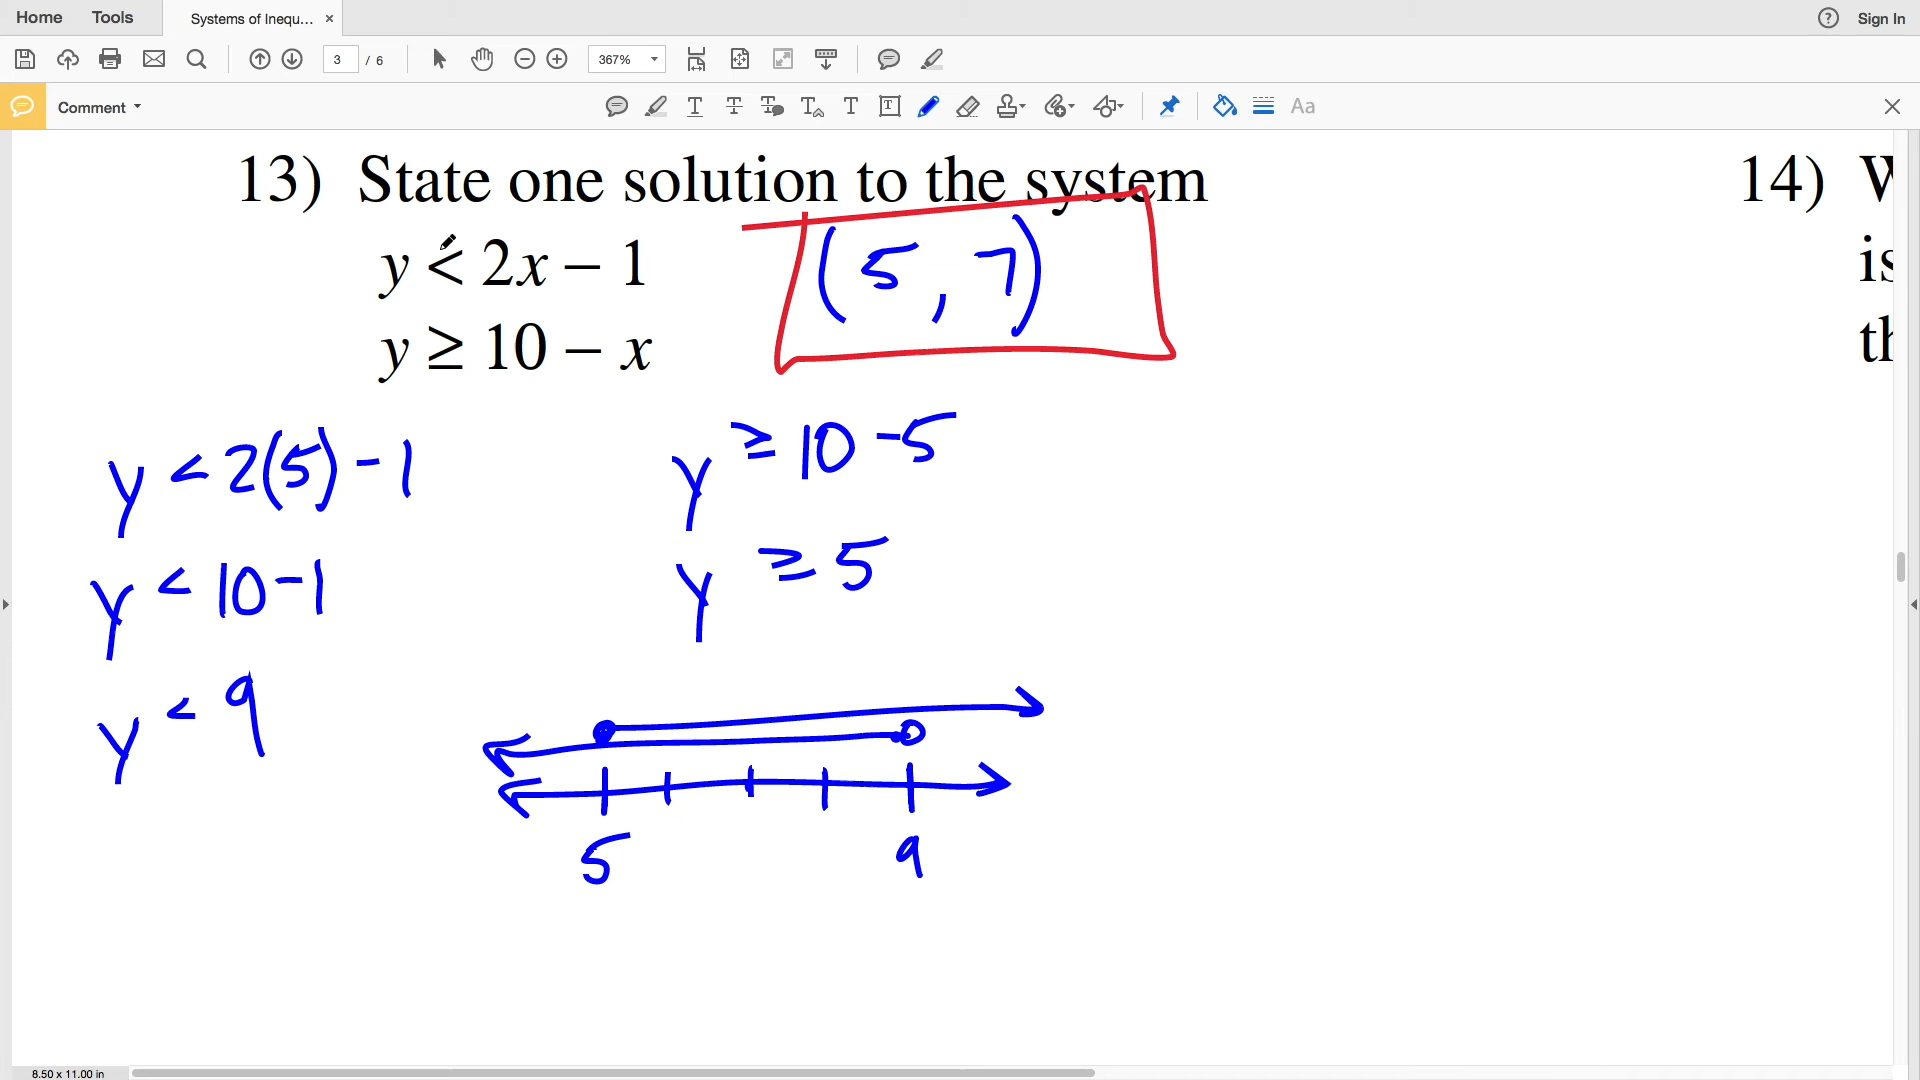 Home Tools Systems of Inequ... × ? Sign In
3 / 6 367%
Comment T T T T T T Aa
13) State one solution to the system
y < 2x − 1
y ≥ 10 − x
(5, 7)
14)
is
th
y < 2(5) - 1
y < 10 - 1
y < 9
y ≥ 10 - 5
y ≥ 5
5 9
8.50 x 11.00 in